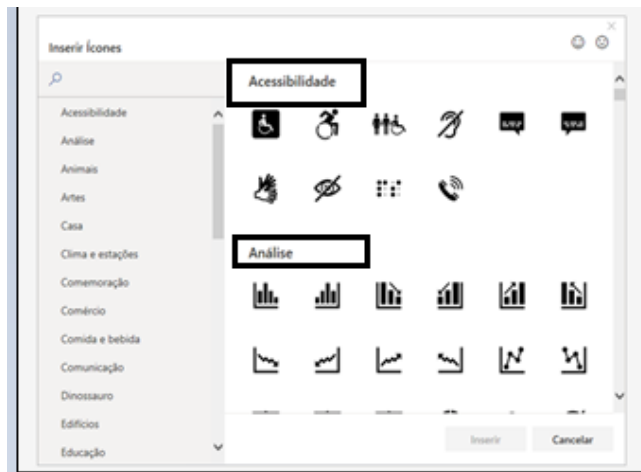 Inserir Ícones
Acessibilidade
Análise
Animais
Artes
Casa
Clima e estações
Comemoração
Comércio
Comida e bebida
Comunicação
Dinossauro
Edifícios
Educação
Acessibilidade
Análise
Inserir
Cancelar